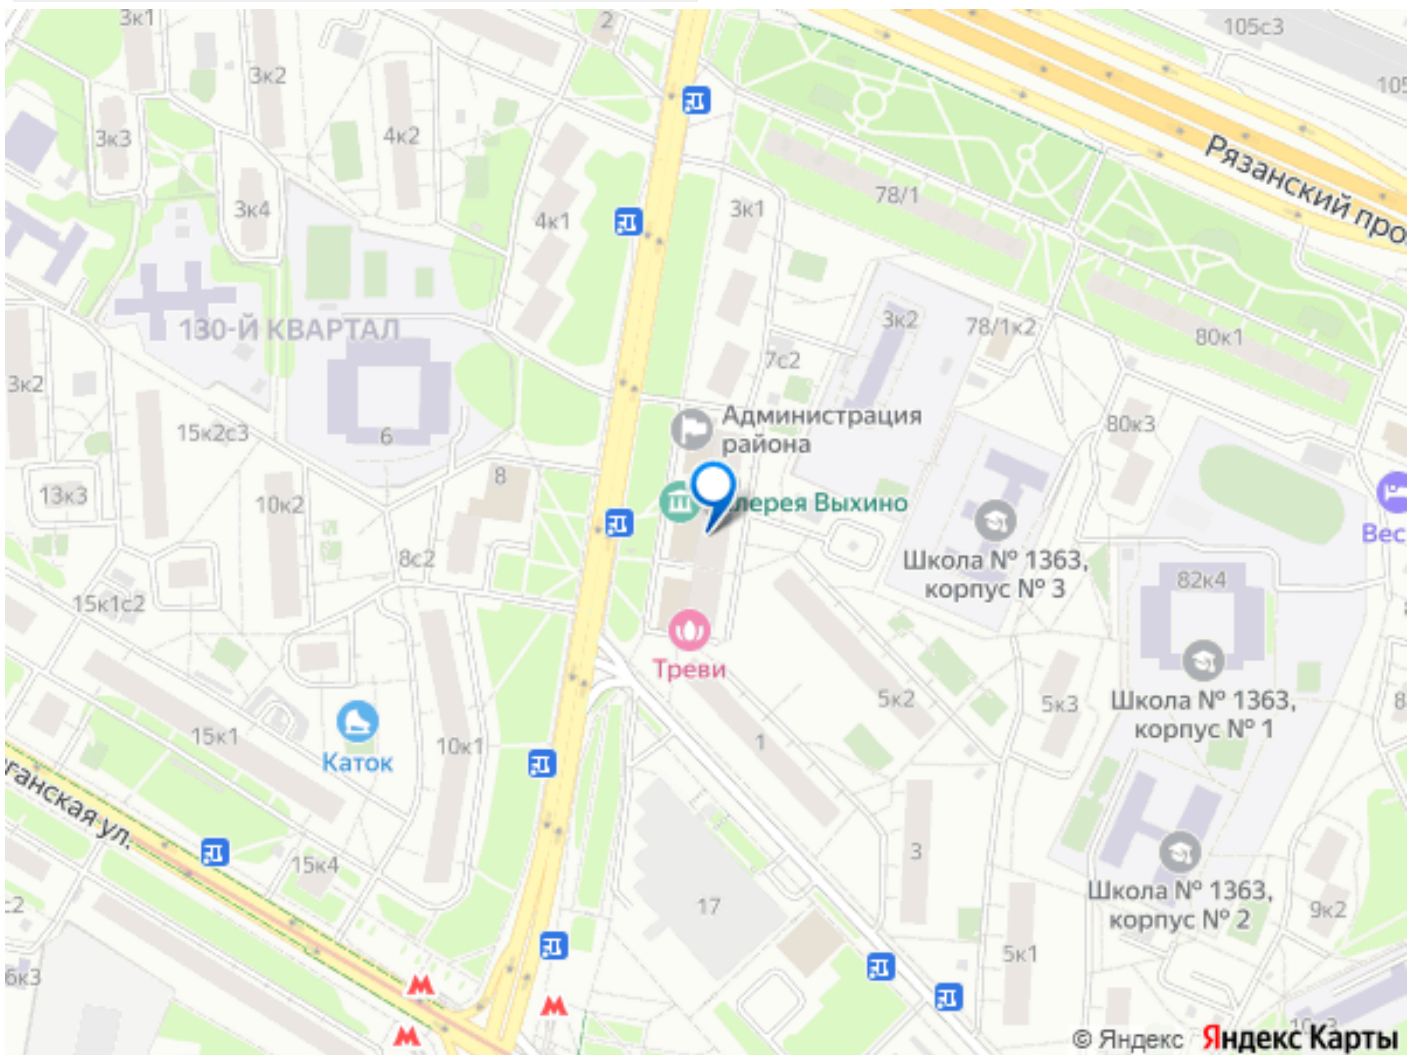 3к1
2
105с3
3к2
105
3к3
4к2
Рязанский про
78/1
3к4
3к1
4к1
130-Й КВАРТАЛ
3к2
78/1к2
80к1
7с2
3к2
Администрация
района
80к3
15к2с3
6
8
13к3
10к2
лерея Выхино
Вес
8с2
Школа № 1363,
корпус № 3
82к4
15к1с2
Треви
5к2
5к3
Школа № 1363,
корпус № 1
8
15к1
Каток
10к1
1
ганская ул.
15к4
3
17
Школа № 1363,
корпус № 2
9к2
5к1
6к3
© Яндекс Яндекс Карты